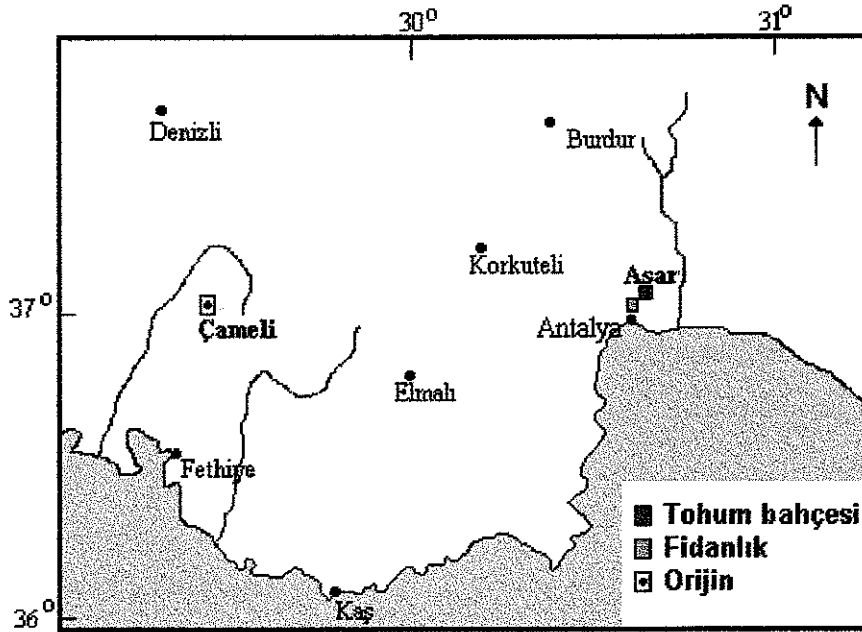 30⁰
31⁰
N
Denizli
Burdur
Korkuteli
Asar
37⁰
Çameli
Antalya
Elmalı
Fethiye
Tohum bahçesi
Fidanlık
Orijin
Kaş
36⁰